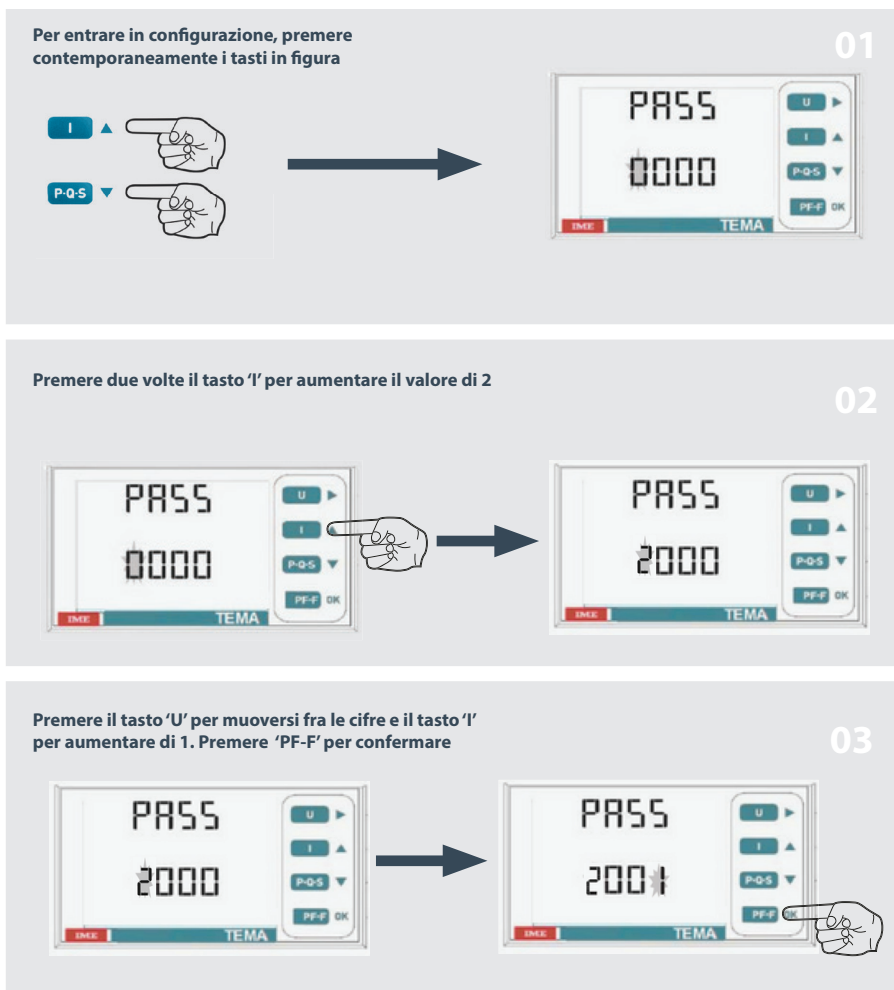 Per entrare in configurazione, premere
contemporaneamente i tasti in figura
01
I
P·Q·S
PASS
0000
U
I
P·Q·S
PF-F OK
IME TEMA
Premere due volte il tasto ‘I’ per aumentare il valore di 2
02
PASS
0000
U
I
P·Q·S
PF-F OK
IME TEMA
PASS
2000
U
I
P·Q·S
PF-F OK
IME TEMA
Premere il tasto ‘U’ per muoversi fra le cifre e il tasto ‘I’
per aumentare di 1. Premere ‘PF-F’ per confermare
03
PASS
2000
U
I
P·Q·S
PF-F OK
IME TEMA
PASS
2001
U
I
P·Q·S
PF-F OK
IME TEMA